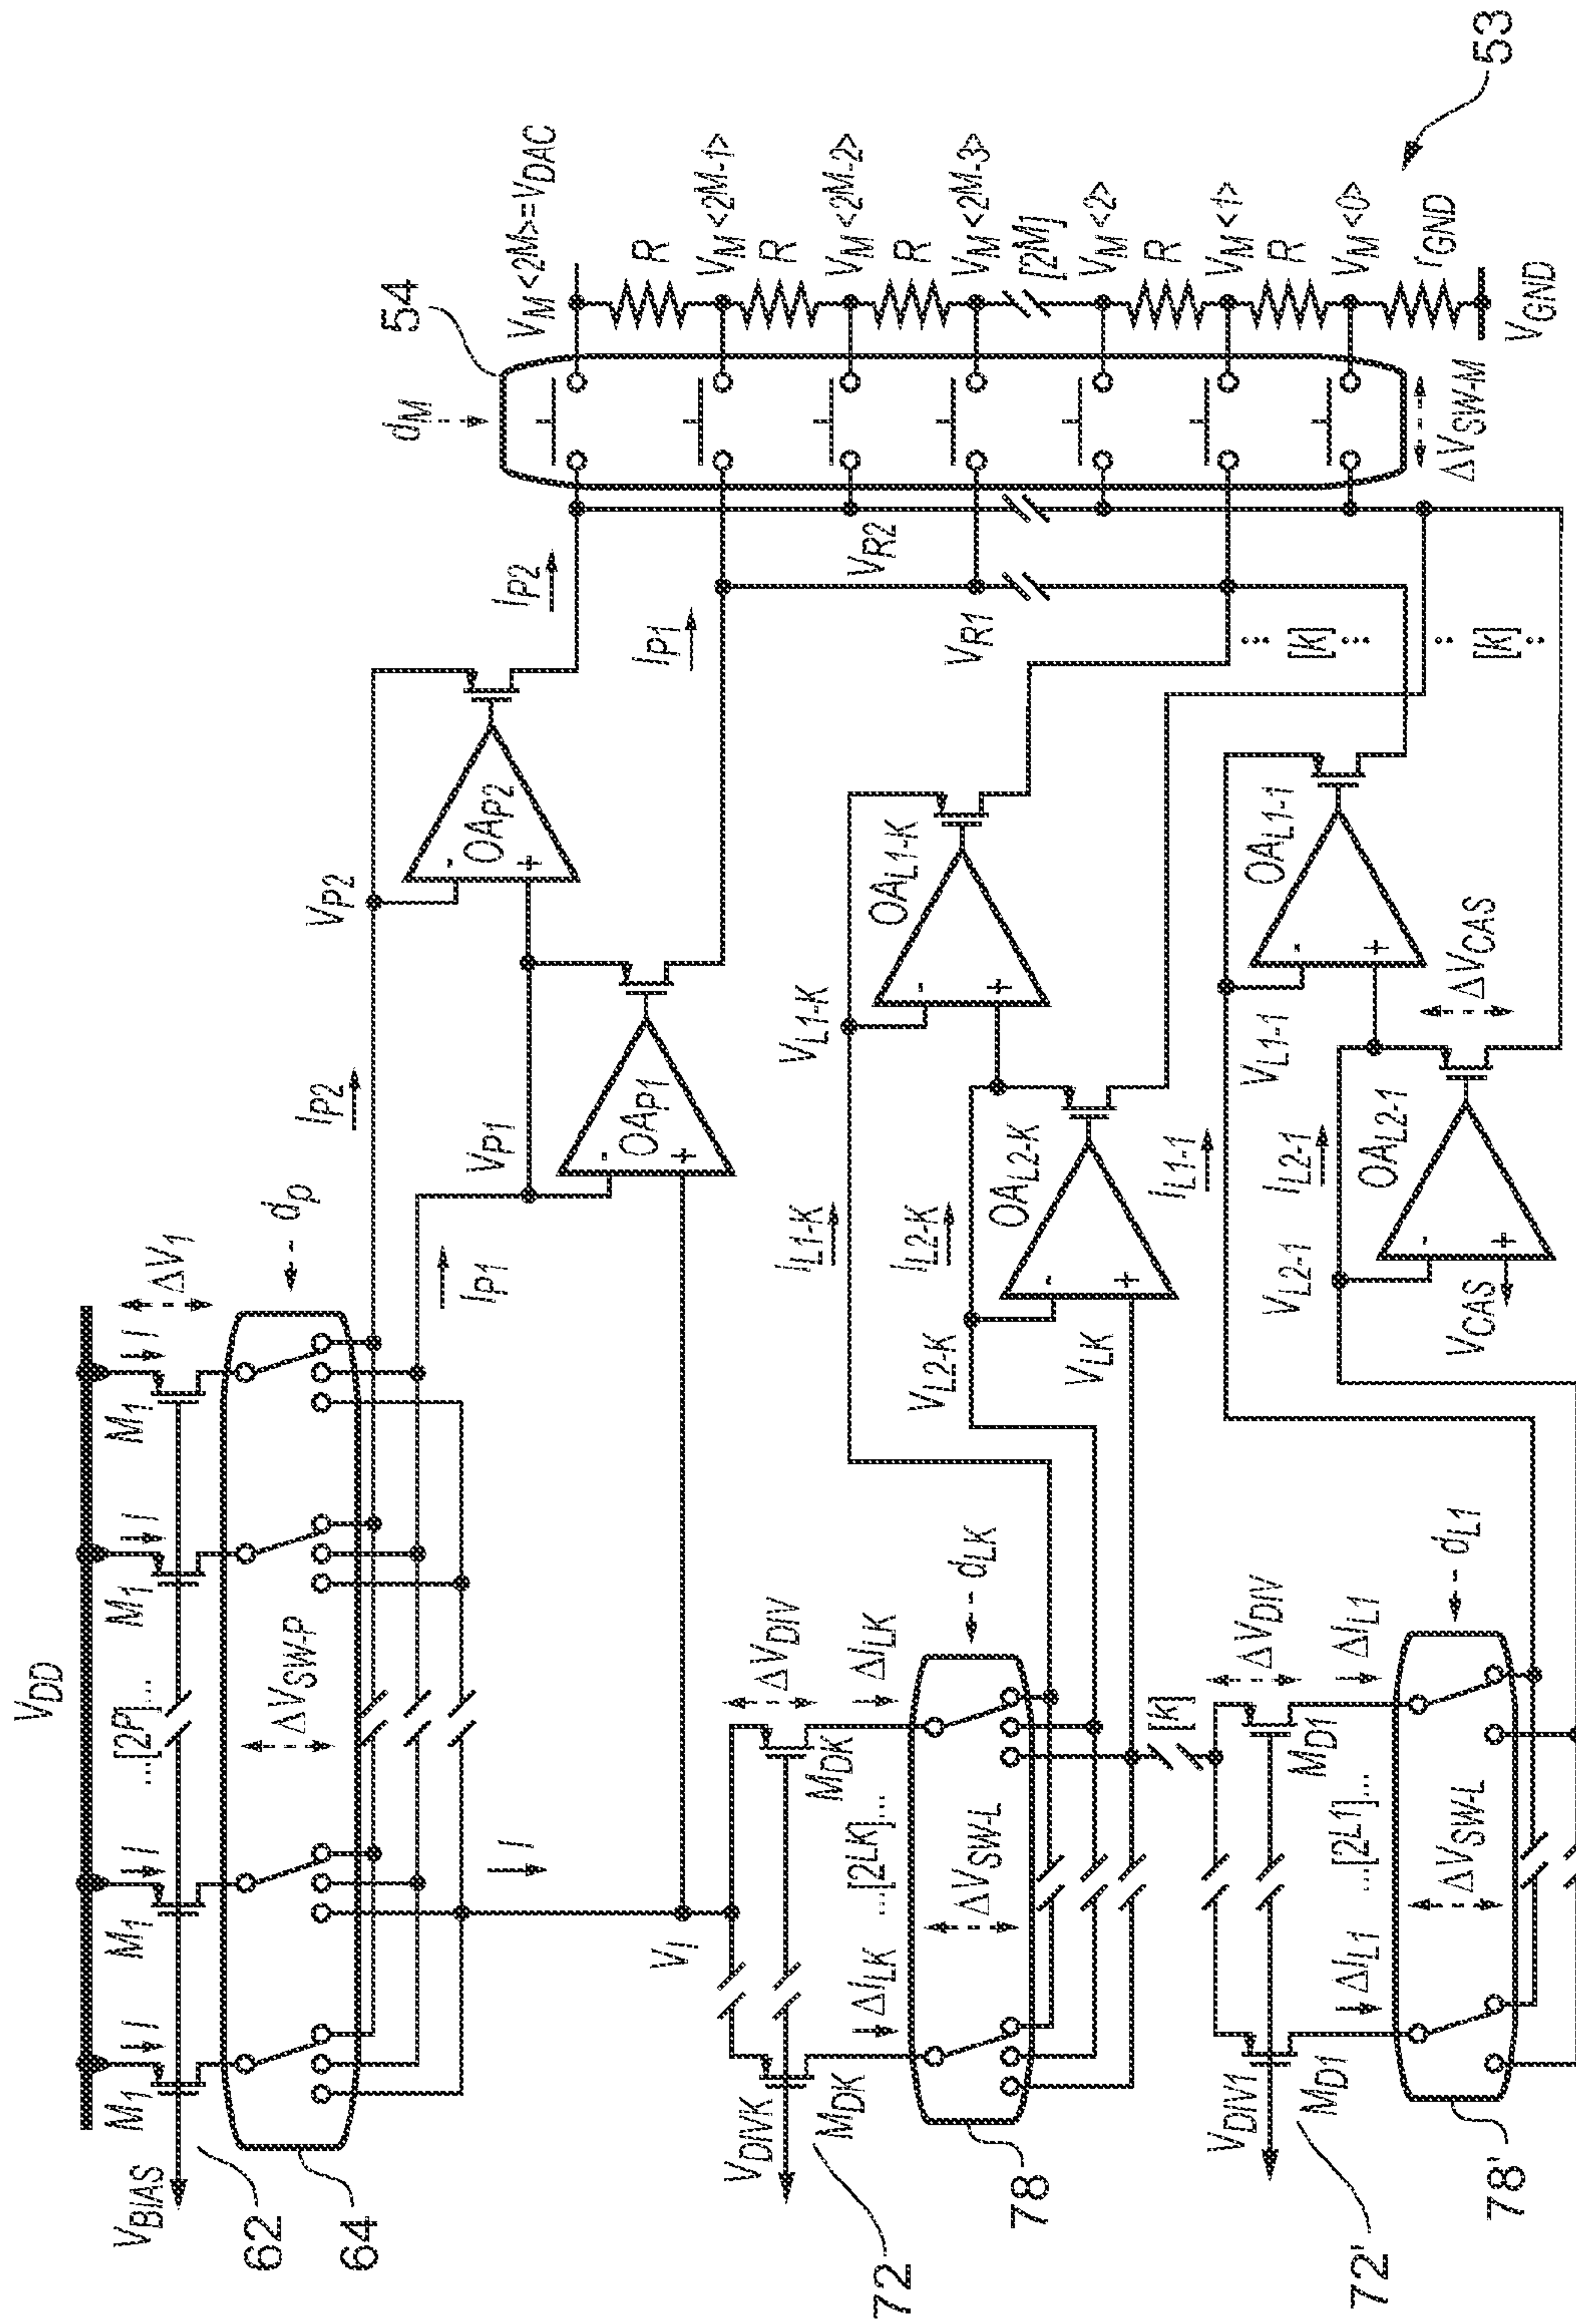 V_DD
V_BIAS
62
64
M_1
M_1
...[2P]...
M_1
M_1
I
I
I
I
ΔV_1
ΔV_SW-P
d_p
I_P2
I_P1
V_P2
V_P1
OA_P2
OA_P1
I_P2
I_P1
I
V_I
54
d_M
V_M<2M>=V_DAC
R
V_M<2M-1>
R
V_M<2M-2>
R
V_M<2M-3>
[2M]
V_M<2>
R
V_M<1>
R
V_M<0>
r_GND
V_GND
ΔV_SW-M
V_R2
V_R1
53
V_DIVK
72
M_DK
M_DK
ΔV_DIV
ΔI_LK
...[2LK]...
ΔI_LK
ΔV_SW-L
d_LK
78
I_L1-K
I_L2-K
V_L1-K
V_L2-K
V_LK
OA_L1-K
OA_L2-K
[K]
[K]
[K]
V_DIV1
72'
M_D1
M_D1
ΔV_DIV
ΔI_L1
...[2L1]...
ΔI_L1
ΔV_SW-L
d_L1
78'
I_L1-1
I_L2-1
V_L1-1
V_L2-1
OA_L1-1
OA_L2-1
V_CAS
ΔV_CAS
- +
- +
- +
- +
- +
- +